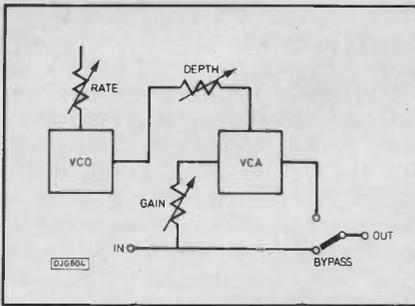 DEPTH
RATE
VCO
VCA
GAIN
IN
OUT
BYPASS
DJG604